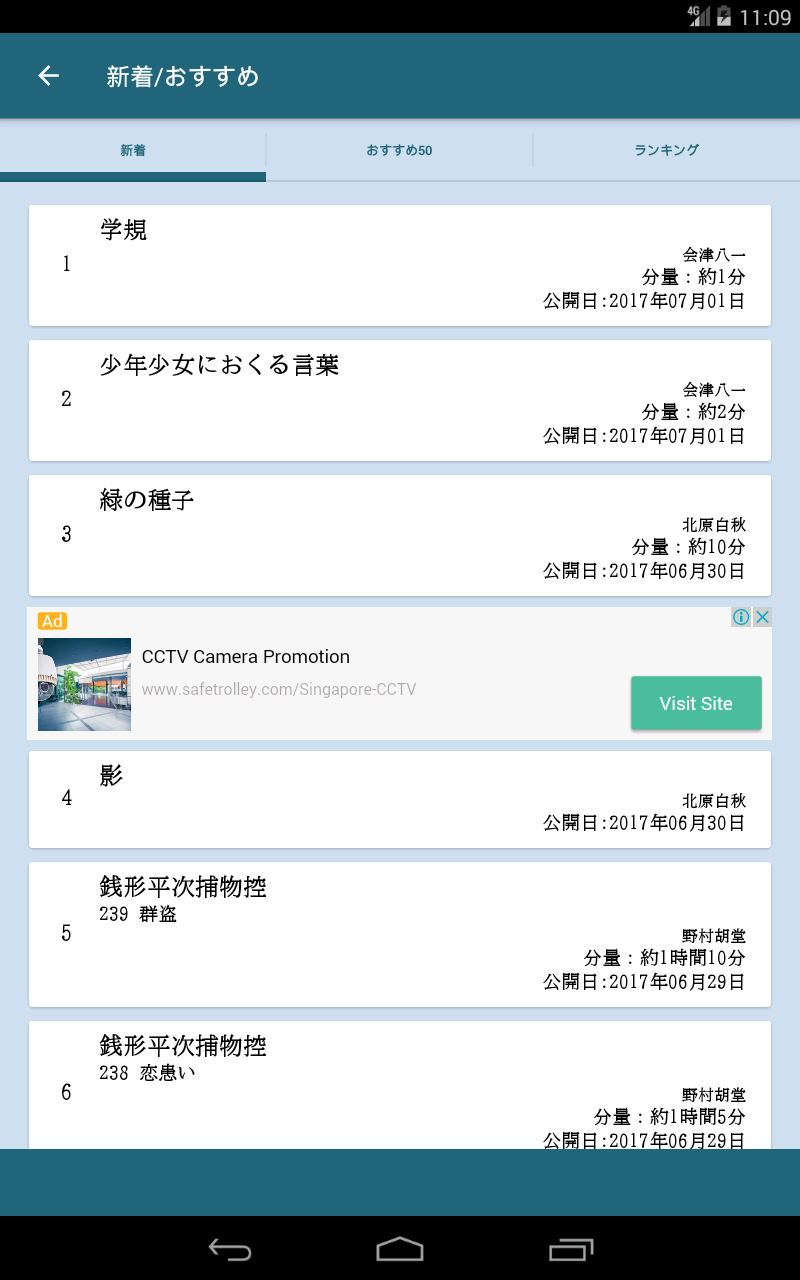 4G 11:09
新着/おすすめ
新着 おすすめ50 ランキング
1
学規
会津八一
分量：約1分
公開日:2017年07月01日
2
少年少女におくる言葉
会津八一
分量：約2分
公開日:2017年07月01日
3
緑の種子
北原白秋
分量：約10分
公開日:2017年06月30日
Ad
CCTV Camera Promotion
www.safetrolley.com/Singapore-CCTV
Visit Site
4
影
北原白秋
公開日:2017年06月30日
5
銭形平次捕物控
239 群盗
野村胡堂
分量：約1時間10分
公開日:2017年06月29日
6
銭形平次捕物控
238 恋患い
野村胡堂
分量：約1時間5分
公開日:2017年06月29日